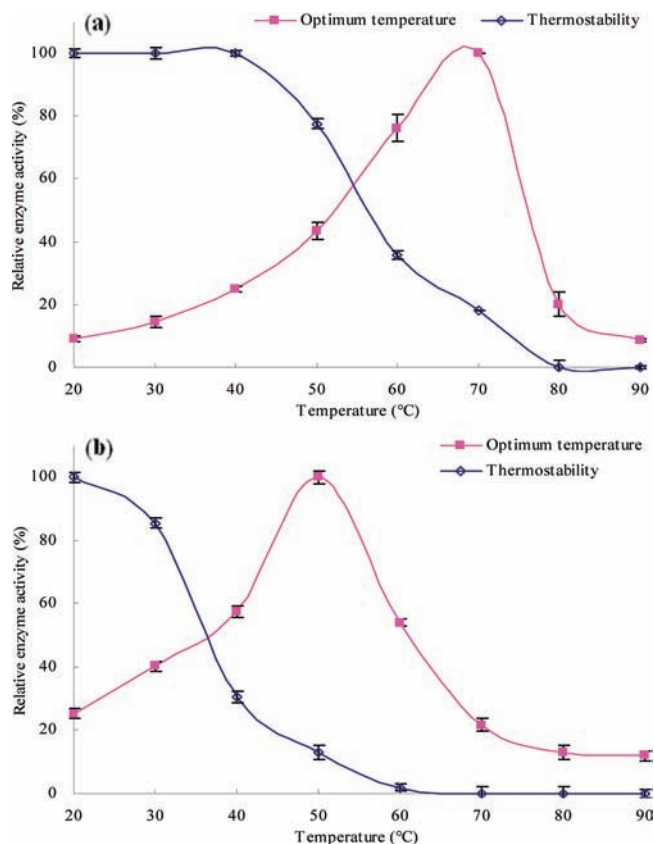 (a)
Optimum temperature
Thermostability
Relative enzyme activity (%)
100
80
60
40
20
0
20 30 40 50 60 70 80 90
Temperature (°C)
(b)
Optimum temperature
Thermostability
Relative enzyme activity (%)
100
80
60
40
20
0
20 30 40 50 60 70 80 90
Temperature (°C)